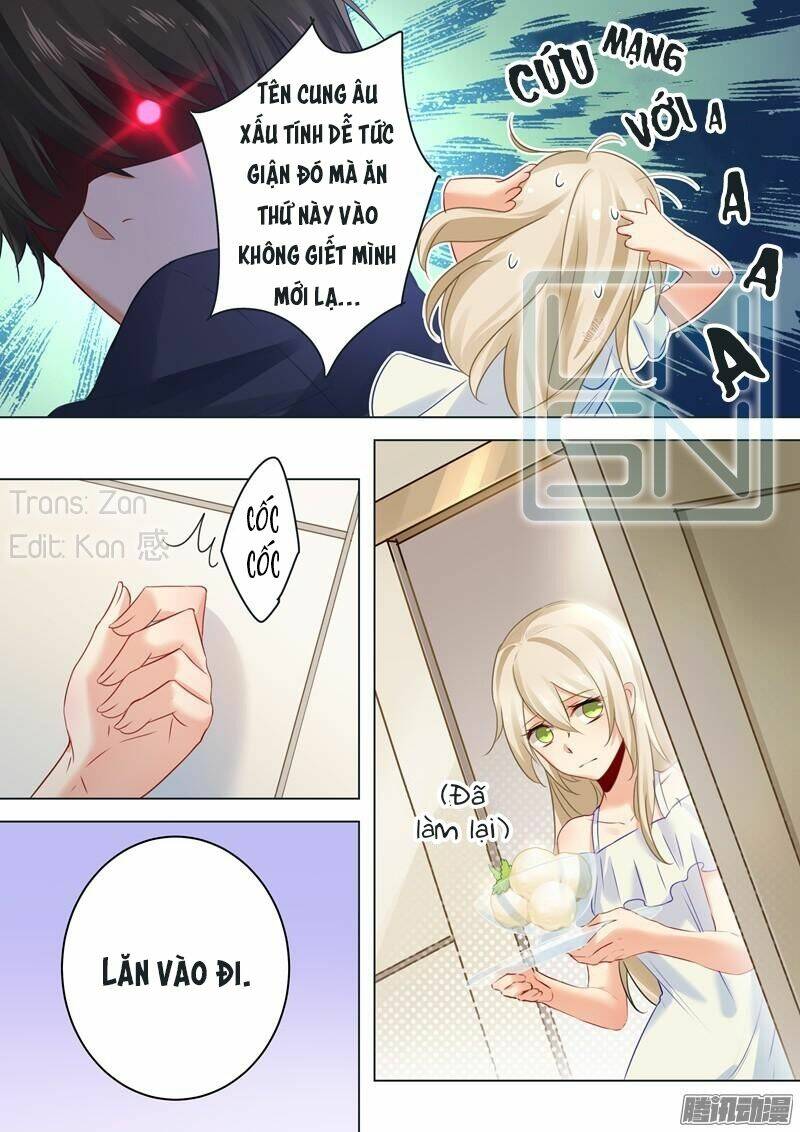 TÊN CUNG ÂU
XẤU TÍNH DỄ TỨC
GIẬN ĐÓ MÀ ĂN
THỨ NÀY VÀO
KHÔNG GIẾT MÌNH
MỚI LẠ...
CỨU MẠNG
VỚI A
A
A
Ạ
LN
SN
Trans: Zan
Edit: Kan 感
CỐC
CỐC
(Đã
làm lại)
LĂN VÀO ĐI.
腾讯动漫